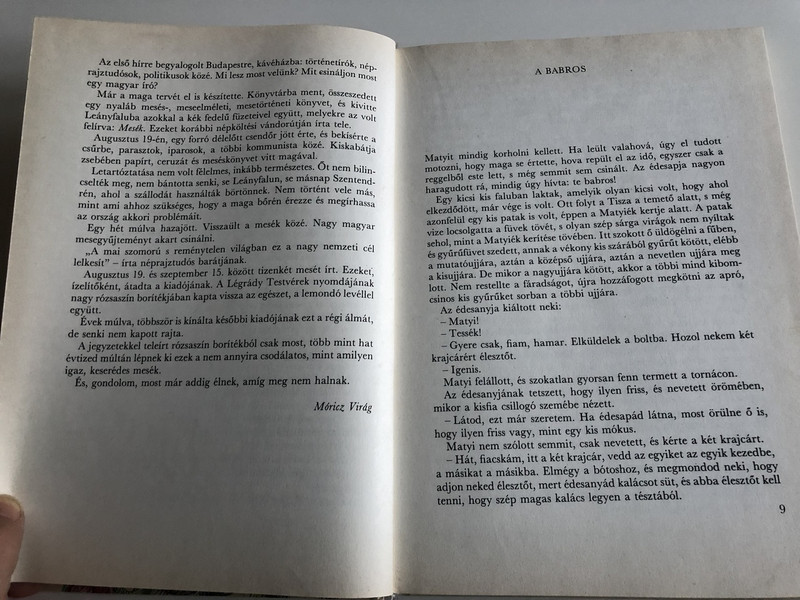 Az első hírre begyalogolt Budapestre, kávéházba: történetírók, nép-
rajztudósok, politikusok közé. Mi lesz most velünk? Mit csináljon most
egy magyar író?
Már a maga tervét el is készítette. Könyvtárba ment, összeszedett
egy nyaláb mesés-, meseelméleti, mesetörténeti könyvet, és kivitte
Leányfaluba azokkal a kék fedelű füzeteivel együtt, melyekre az volt
felírva: Mesék. Ezeket korábbi népköltési vándorútján írta tele.
Augusztus 19-én, egy forró délelőtt csendőr jött érte, és bekísérte a
csűrbe, parasztok, iparosok, a többi kommunista közé. Kiskabátja
zsebében papírt, ceruzát és meséskönyvet vitt magával.
Letartóztatása nem volt félelmes, inkább természetes. Őt nem bilin-
cselték meg, nem bántotta senki, se Leányfalun, se másnap Szentend-
rén, ahol a szállodát használták börtönnek. Nem történt vele más,
mint ami ahhoz szükséges, hogy a maga bőrén érezze és megírhassa
az ország akkori problémáit.
Egy hét múlva hazajött. Visszaült a mesék közé. Nagy magyar
mesegyűjteményt akart csinálni.
„A mai szomorú s reménytelen világban ez a nagy nemzeti cél
lelkesít" – írta néprajztudós barátjának.
Augusztus 19. és szeptember 15. között tizenkét mesét írt. Ezeket,
ízelítőként, átadta a kiadójának. A Légrády Testvérek nyomdájának
nagy rózsaszín borítékjában kapta vissza az egészet, a lemondó levéllel
együtt.
Évek múlva, többször is kínálta későbbi kiadójának ezt a régi álmát,
de senki nem kapott rajta.
A jegyzetekkel teleírt rózsaszín borítékból csak most, több mint hat
évtized múltán lépnek ki ezek a nem annyira csodálatos, mint amilyen
igaz, keserédes mesék.
És, gondolom, most már addig élnek, amíg meg nem halnak.
Móricz Virág
A BABROS
Matyit mindig korholni kellett. Ha leült valahová, úgy el tudott
motozni, hogy maga se értette, hova repült el az idő, egyszer csak a
reggelből este lett, s még semmit sem csinált. Az édesapja nagyon
haragudott rá, mindig úgy hívta: te babros!
Egy kicsi kis faluban laktak, amelyik olyan kicsi volt, hogy ahol
elkezdődött, már vége is volt. Ott folyt a Tisza a temető alatt, s még
azonfelül egy kis patak is volt, éppen a Matyiék kertje alatt. A patak
vize locsolgatta a füvek tövét, s olyan szép sárga virágok nem nyíltak
sehol, mint a Matyiék kerítése tövében. Itt szokott ő üldögélni a fűben,
és gyűrűfüvet szedett, annak a vékony kis szárából gyűrűt kötött, elébb
a mutatóujjára, aztán a középső ujjára, aztán a nevetlen ujjára meg
a kisujjára. De mikor a nagyujjára kötött, akkor a többi mind kibom-
lott. Nem restellte a fáradságot, újra hozzáfogott megkötni az apró,
csinos kis gyűrűket sorban a többi ujjára.
Az édesanyja kiáltott neki:
– Matyi!
– Tessék!
– Gyere csak, fiam, hamar. Elküldelek a boltba. Hozol nekem két
krajcárért élesztőt.
– Igenis.
Matyi felállott, és szokatlan gyorsan fenn termett a tornácon.
Az édesanyjának tetszett, hogy ilyen friss, és nevetett örömében,
mikor a kisfia csillogó szemébe nézett.
– Látod, ezt már szeretem. Ha édesapád látna, most örülne ő is,
hogy ilyen friss vagy, mint egy kis mókus.
Matyi nem szólott semmit, csak nevetett, és kérte a két krajcárt.
– Hát, fiacskám, itt a két krajcár, vedd az egyiket az egyik kezedbe,
a másikat a másikba. Elmégy a bótoshoz, és megmondod neki, hogy
adjon neked élesztőt, mert édesanyád kalácsot süt, és abba élesztőt kell
tenni, hogy szép magas kalács legyen a tésztából.
9